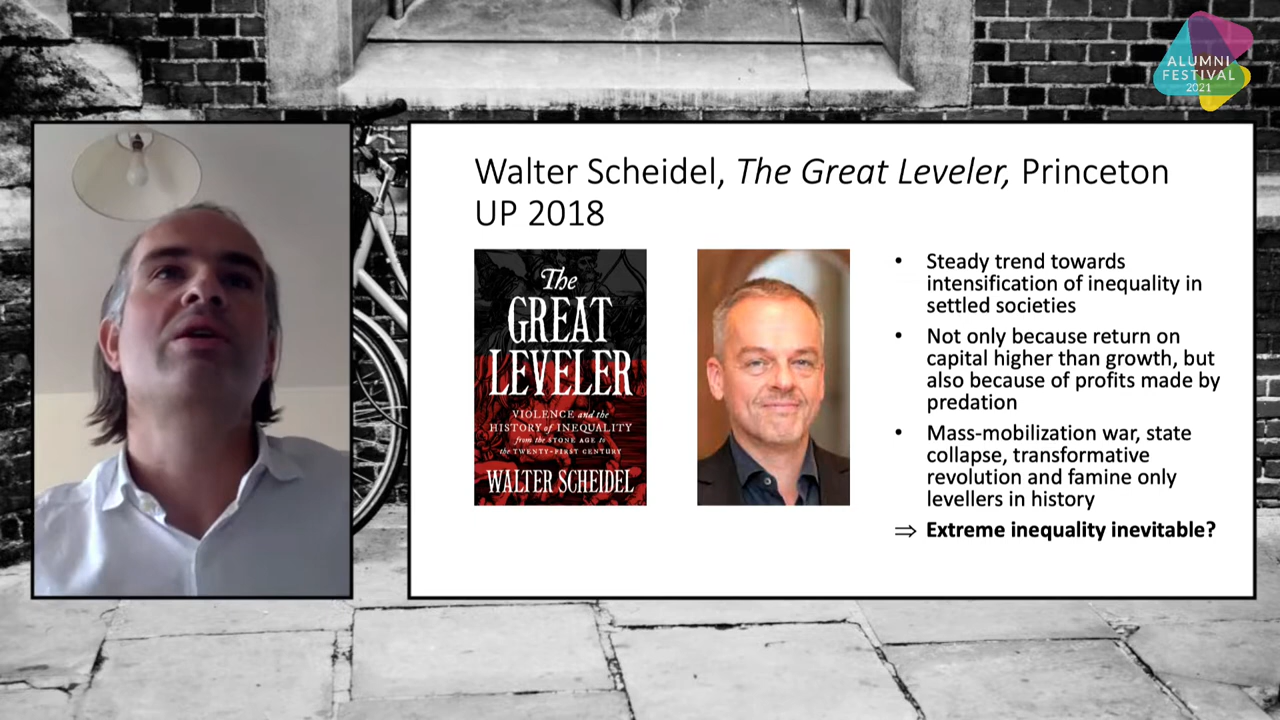 ALUMNI
FESTIVAL
2021
Walter Scheidel, The Great Leveler, Princeton
UP 2018
The
GREAT
LEVELER
VIOLENCE and the
HISTORY of INEQUALITY
from the STONE AGE to
the TWENTY-FIRST CENTURY
WALTER SCHEIDEL
• Steady trend towards
intensification of inequality in
settled societies
• Not only because return on
capital higher than growth, but
also because of profits made by
predation
• Mass-mobilization war, state
collapse, transformative
revolution and famine only
levellers in history
⇒ Extreme inequality inevitable?